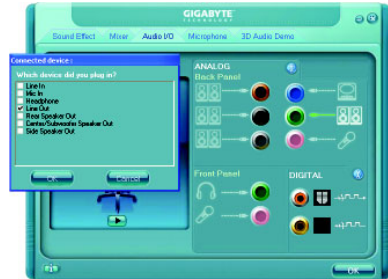 GIGABYTE
TECHNOLOGY
Sound Effect Mixer Audio I/O Microphone 3D Audio Demo
Connected device :
Which device did you plug in?
Line In
Mic In
Headphone
Line Out
Rear Speaker Out
Center/Subwoofer Speaker Out
Side Speaker Out
OK Cancel
ANALOG
Back Panel
Front Panel
DIGITAL
OK